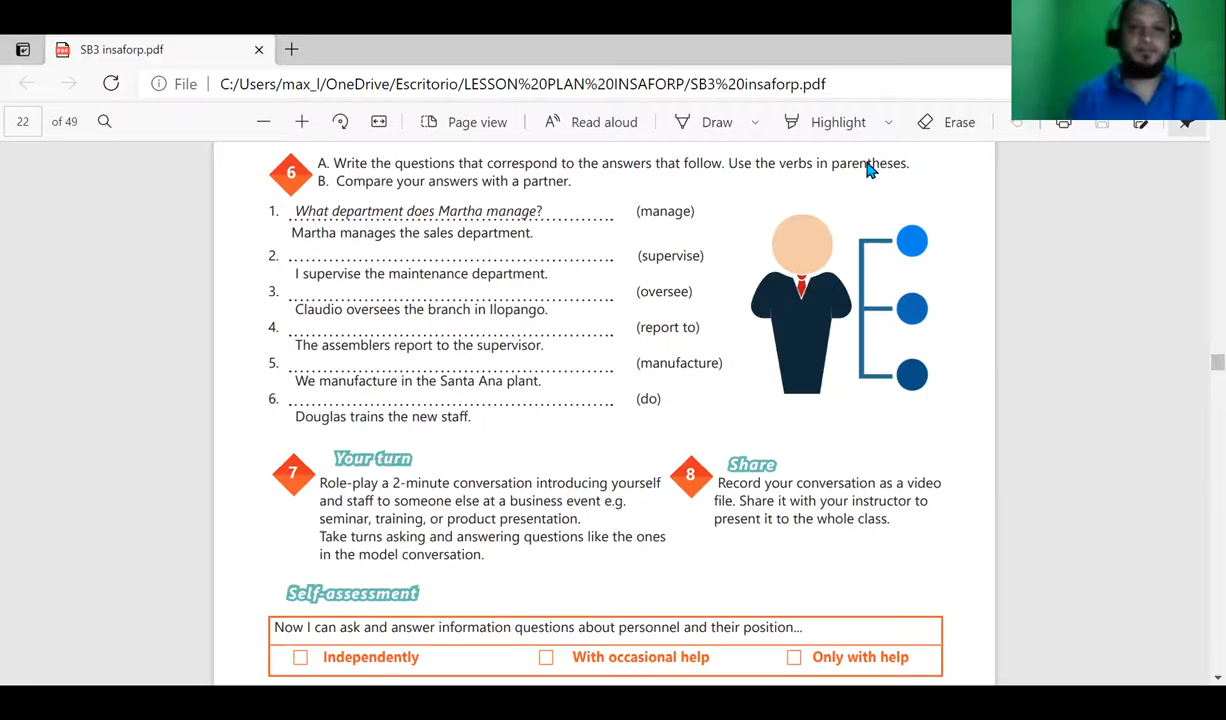 SB3 insaforp.pdf
File
C:/Users/max_l/OneDrive/Escritorio/LESSON%20PLAN%20INSAFORP/SB3%20insaforp.pdf
22 of 49
Page view
Read aloud
Draw
Highlight
Erase
6
A. Write the questions that correspond to the answers that follow. Use the verbs in parentheses.
B. Compare your answers with a partner.
1. What department does Martha manage? (manage)
Martha manages the sales department.
2. (supervise)
I supervise the maintenance department.
3. (oversee)
Claudio oversees the branch in Ilopango.
4. (report to)
The assemblers report to the supervisor.
5. (manufacture)
We manufacture in the Santa Ana plant.
6. (do)
Douglas trains the new staff.
7
Your turn
Role-play a 2-minute conversation introducing yourself
and staff to someone else at a business event e.g.
seminar, training, or product presentation.
Take turns asking and answering questions like the ones
in the model conversation.
8
Share
Record your conversation as a video
file. Share it with your instructor to
present it to the whole class.
Self-assessment
Now I can ask and answer information questions about personnel and their position...
Independently
With occasional help
Only with help